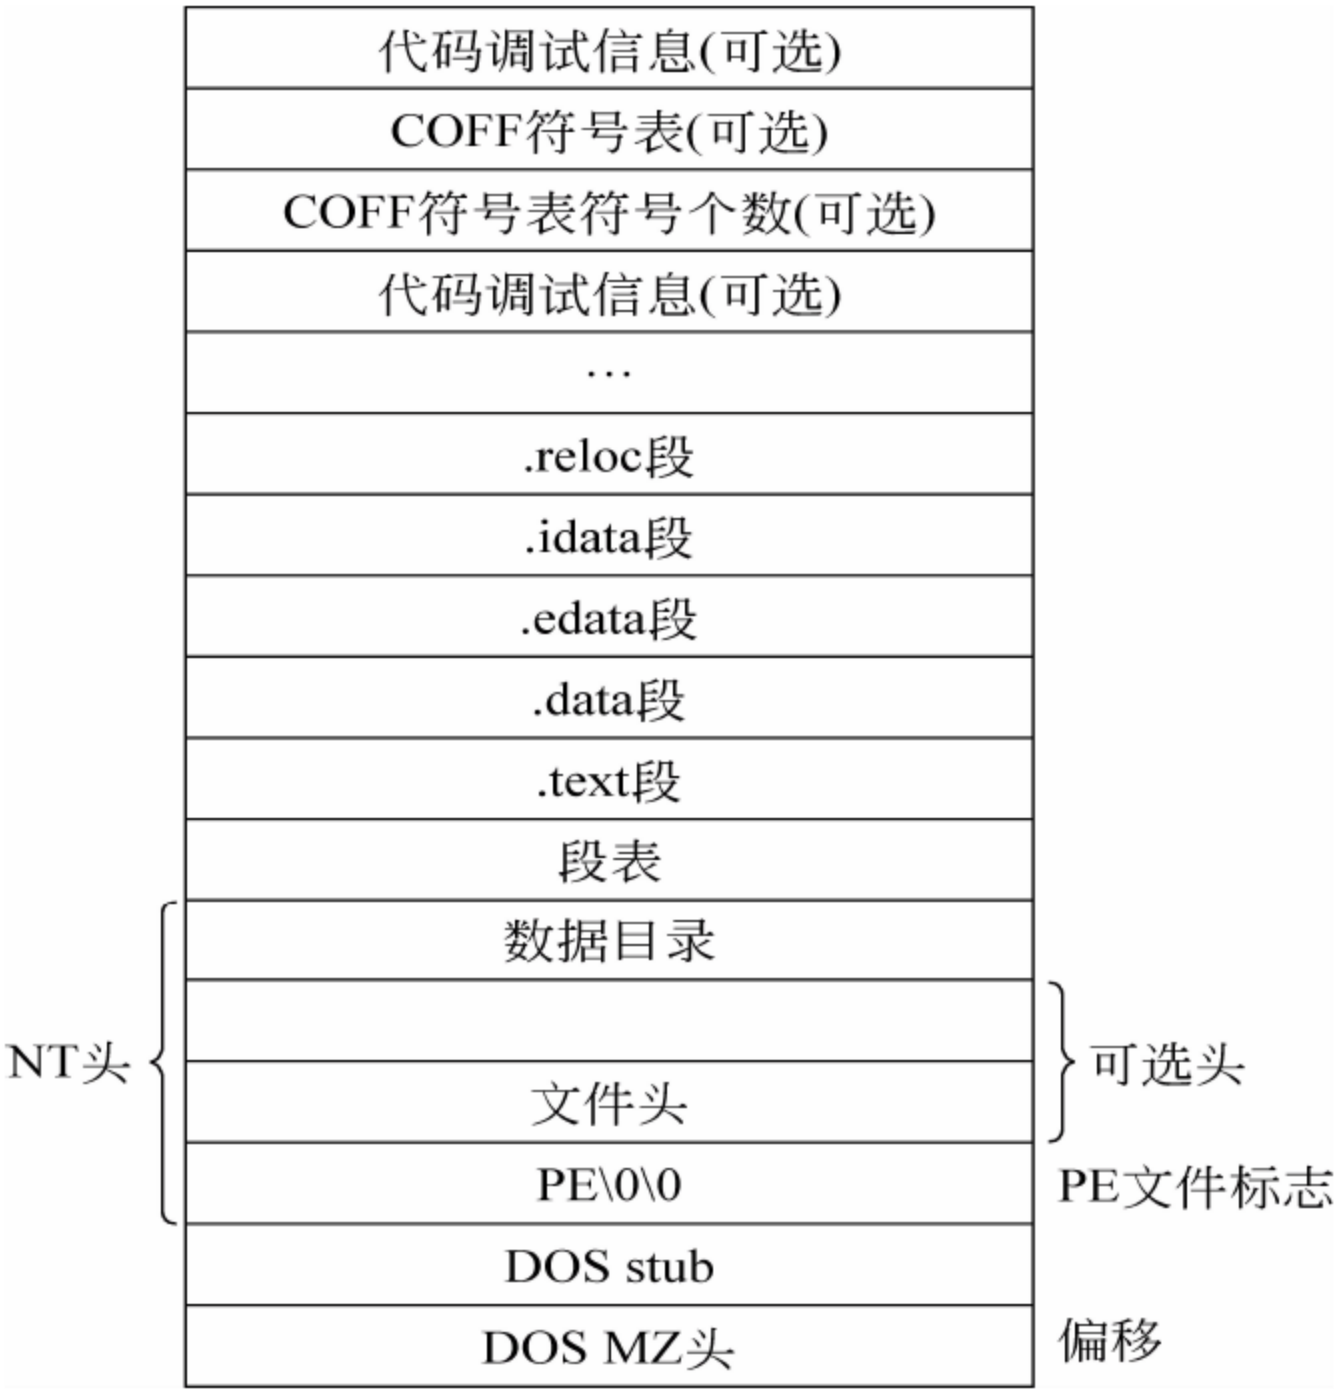 代码调试信息(可选)
COFF符号表(可选)
COFF符号表符号个数(可选)
代码调试信息(可选)
…
.reloc段
.idata段
.edata段
.data段
.text段
段表
数据目录
NT头
可选头
文件头
PE\0\0
PE文件标志
DOS stub
DOS MZ头
偏移